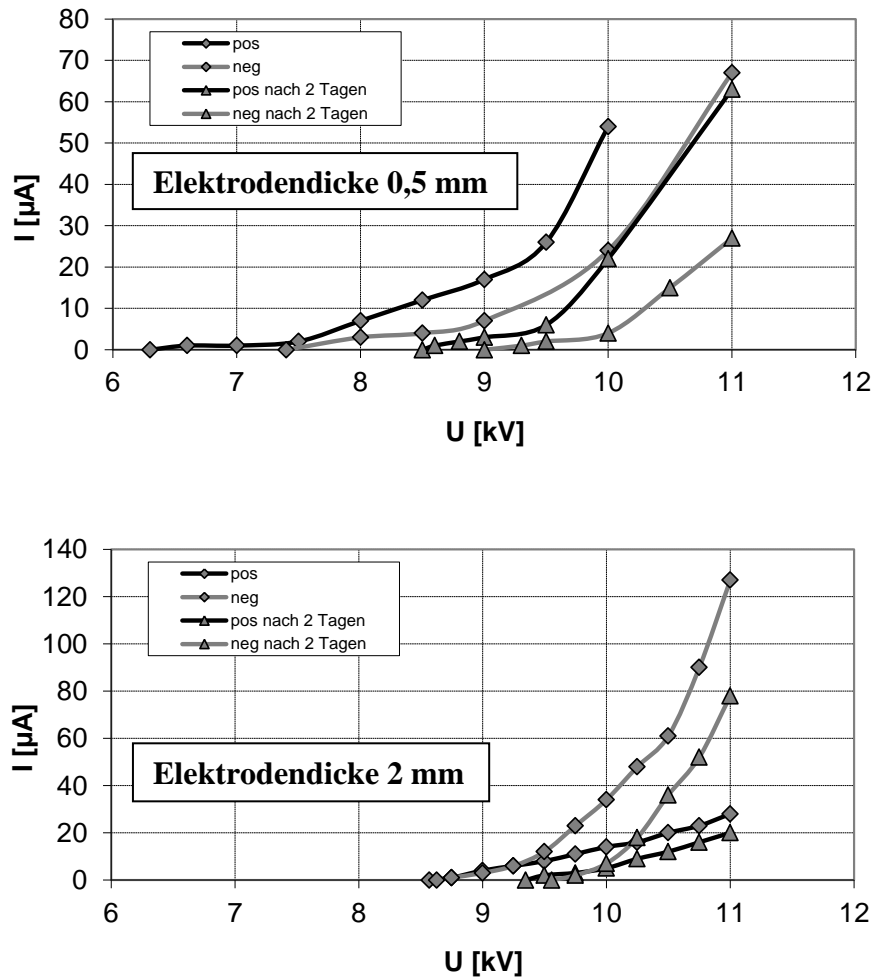 80
70
60
50
40
30
20
10
0
I [µA]
pos
neg
pos nach 2 Tagen
neg nach 2 Tagen
Elektrodendicke 0,5 mm
6 7 8 9 10 11 12
U [kV]
140
120
100
80
60
40
20
0
I [µA]
pos
neg
pos nach 2 Tagen
neg nach 2 Tagen
Elektrodendicke 2 mm
6 7 8 9 10 11 12
U [kV]